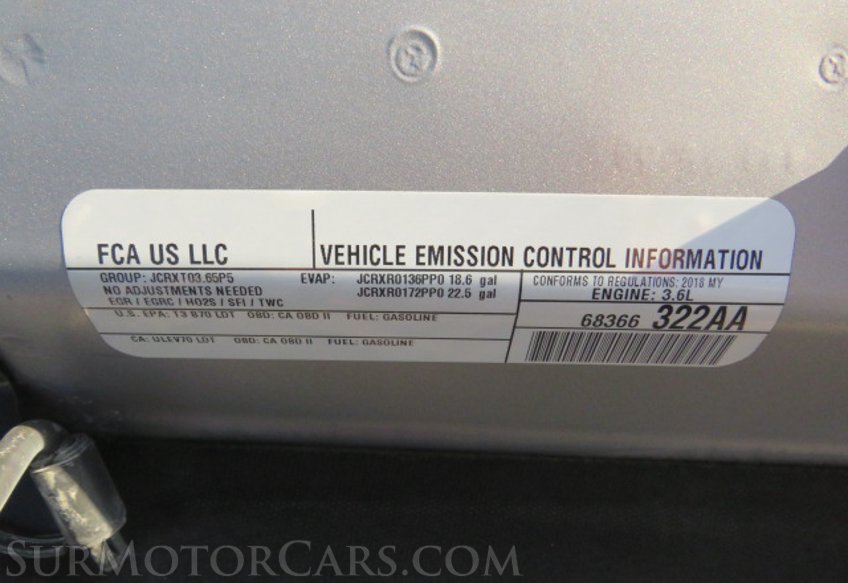 FCA US LLC
VEHICLE EMISSION CONTROL INFORMATION
GROUP: JCRXT03.65P5
NO ADJUSTMENTS NEEDED
EGR / EGRC / HO2S / SFI / TWC
EVAP: JCRXR0136PP0 18.6 gal
JCRXR0172PP0 22.5 gal
CONFORMS TO REGULATIONS: 2018 MY
ENGINE: 3.6L
U.S. EPA: T3 B70 LDT OBD: CA OBD II FUEL: GASOLINE
CA: ULEV70 LDT OBD: CA OBD II FUEL: GASOLINE
68366 322AA
SURMOTORCARS.COM